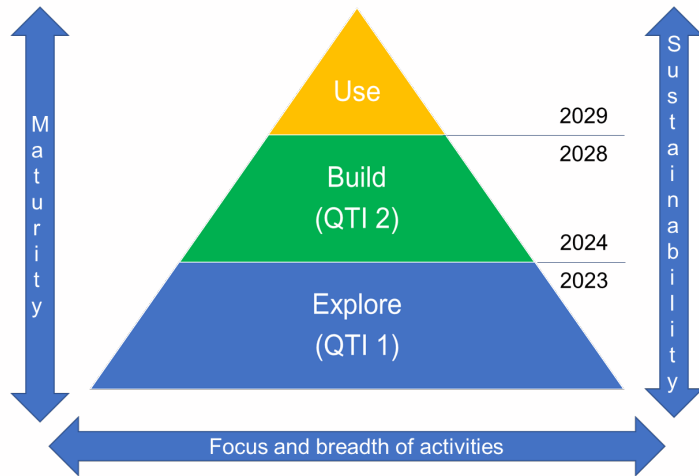 Maturity
Sustainability
Use
2029
2028
Build
(QTI 2)
2024
2023
Explore
(QTI 1)
Focus and breadth of activities